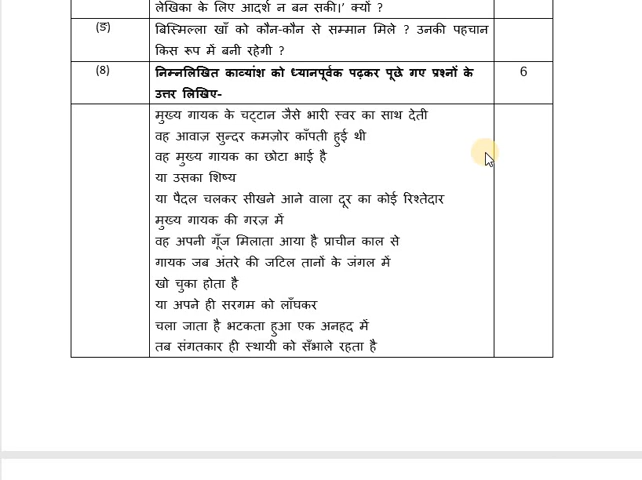 लेखिका के लिए आदर्श न बन सकी।’ क्यों ?
(ङ) बिस्मिल्ला खाँ को कौन-कौन से सम्मान मिले ? उनकी पहचान
किस रूप में बनी रहेगी ?
(8) निम्नलिखित काव्यांश को ध्यानपूर्वक पढ़कर पूछे गए प्रश्नों के 6
उत्तर लिखिए-
मुख्य गायक के चट्टान जैसे भारी स्वर का साथ देती
वह आवाज़ सुन्दर कमज़ोर काँपती हुई थी
वह मुख्य गायक का छोटा भाई है
या उसका शिष्य
या पैदल चलकर सीखने आने वाला दूर का कोई रिश्तेदार
मुख्य गायक की गरज़ में
वह अपनी गूँज मिलाता आया है प्राचीन काल से
गायक जब अंतरे की जटिल तानों के जंगल में
खो चुका होता है
या अपने ही सरगम को लाँघकर
चला जाता है भटकता हुआ एक अनहद में
तब संगतकार ही स्थायी को सँभाले रहता है